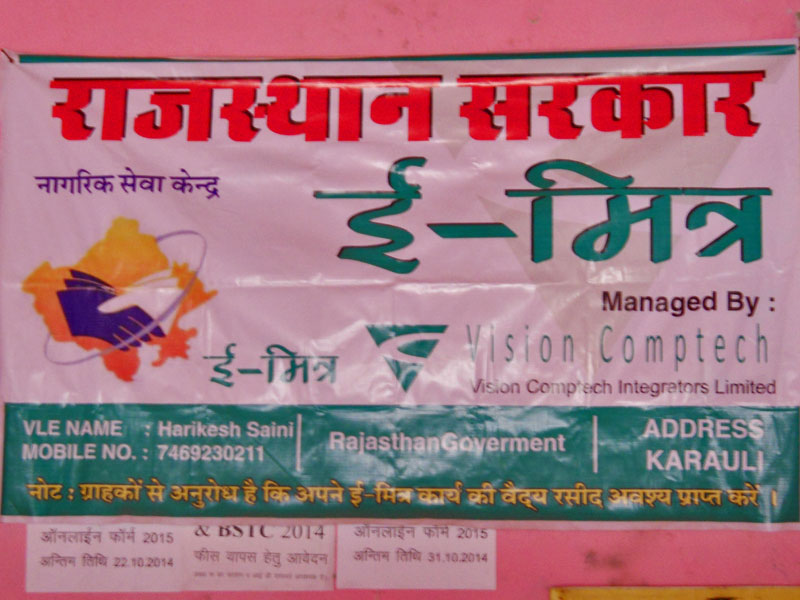 राजस्थान सरकार
नागरिक सेवा केन्द्र
ई-मित्र
ई-मित्र
Managed By :
Vision Comptech
Vision Comptech Integrators Limited
VLE NAME : Harikesh Saini
MOBILE NO. : 7469230211
RajasthanGoverment
ADDRESS
KARAULI
नोट : ग्राहकों से अनुरोध है कि अपने ई-मित्र कार्य की वैद्य रसीद अवश्य प्राप्त करें ।
ऑनलाईन फॉर्म 2015
अन्तिम तिथि 22.10.2014
& BSTC 2014
फीस वापस हेतु आवेदन
ऑनलाईन फॉर्म 2015
अन्तिम तिथि 31.10.2014